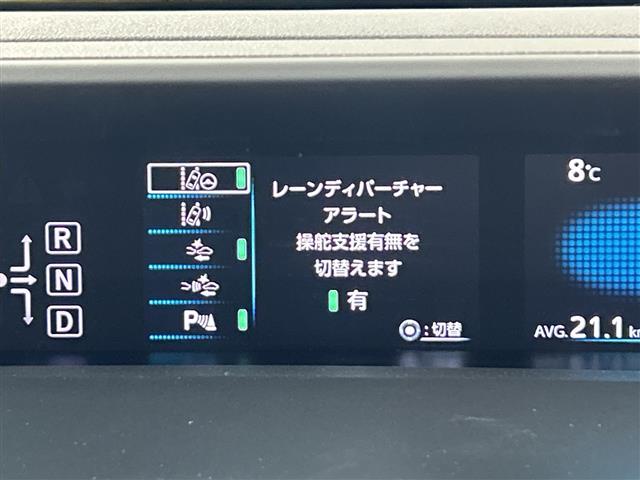 R
N
D
P
レーンディパーチャー
アラート
操舵支援有無を
切替えます
有
:切替
8℃
AVG.21.1km